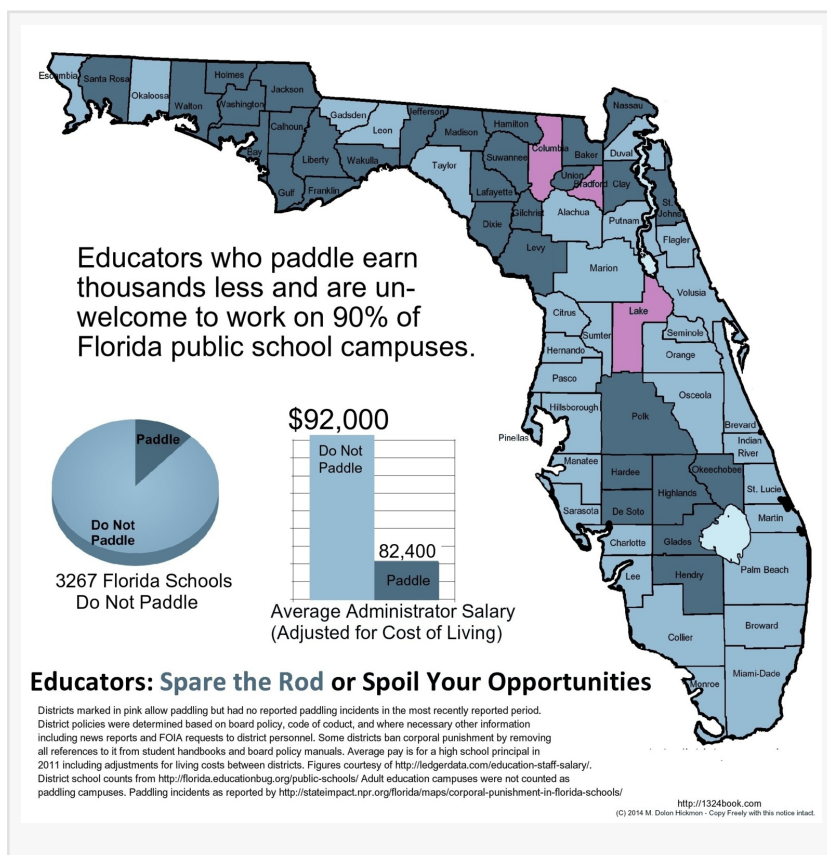 Escambia
Santa Rosa
Okaloosa
Walton
Holmes
Washington
Jackson
Calhoun
Bay
Gulf
Liberty
Franklin
Gadsden
Leon
Wakulla
Jefferson
Madison
Taylor
Hamilton
Suwannee
Lafayette
Dixie
Columbia
Gilchrist
Levy
Baker
Union
Bradford
Nassau
Duval
Clay
St.
Johns
Alachua
Putnam
Flagler
Marion
Volusia
Citrus
Sumter
Lake
Seminole
Hernando
Orange
Pasco
Osceola
Hillsborough
Polk
Pinellas
Brevard
Indian
River
Manatee
Hardee
Okeechobee
Highlands
St. Lucie
Sarasota
De Soto
Martin
Charlotte
Glades
Lee
Hendry
Palm Beach
Collier
Broward
Monroe
Miami-Dade
Educators who paddle earn
thousands less and are un-
welcome to work on 90% of
Florida public school campuses.
Paddle
Do Not
Paddle
3267 Florida Schools
Do Not Paddle
$92,000
Do Not
Paddle
82,400
Paddle
Average Administrator Salary
(Adjusted for Cost of Living)
Educators: Spare the Rod or Spoil Your Opportunities
Districts marked in pink allow paddling but had no reported paddling incidents in the most recently reported period.
District policies were determined based on board policy, code of coduct, and where necessary other information
including news reports and FOIA requests to district personnel. Some districts ban corporal punishment by removing
all references to it from student handbooks and board policy manuals. Average pay is for a high school principal in
2011 including adjustments for living costs between districts. Figures courtesy of http://ledgerdata.com/education-staff-salary/.
District school counts from http://florida.educationbug.org/public-schools/ Adult education campuses were not counted as
paddling campuses. Paddling incidents as reported by http://stateimpact.npr.org/florida/maps/corporal-punishment-in-florida-schools/
http://1324book.com
(C) 2014 M. Dolon Hickmon - Copy Freely with this notice intact.